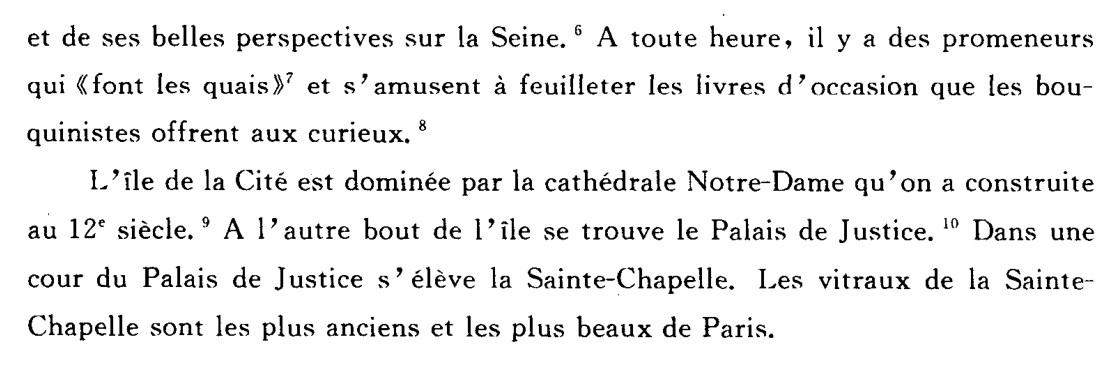 et de ses belles perspectives sur la Seine. ⁶ A toute heure, il y a des promeneurs
qui 《font les quais》⁷ et s'amusent à feuilleter les livres d'occasion que les bou-
quinistes offrent aux curieux. ⁸
L'île de la Cité est dominée par la cathédrale Notre-Dame qu'on a construite
au 12ᵉ siècle. ⁹ A l'autre bout de l'île se trouve le Palais de Justice. ¹⁰ Dans une
cour du Palais de Justice s'élève la Sainte-Chapelle. Les vitraux de la Sainte-
Chapelle sont les plus anciens et les plus beaux de Paris.